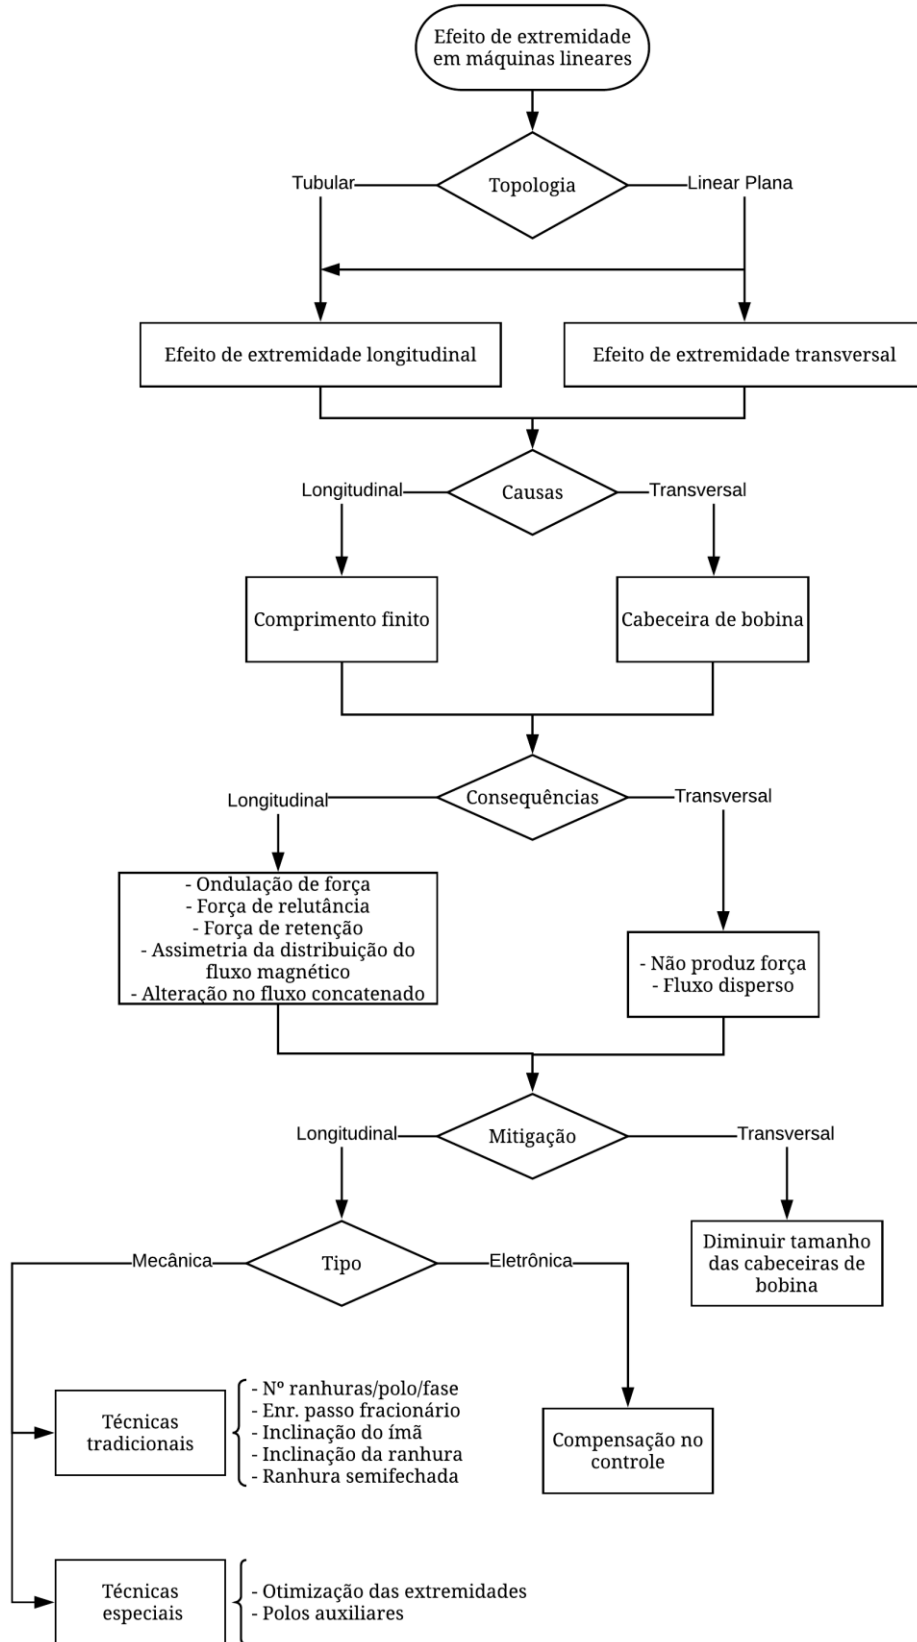 Efeito de extremidade
em máquinas lineares
Topologia
Tubular
Linear Plana
Efeito de extremidade longitudinal
Efeito de extremidade transversal
Causas
Longitudinal
Transversal
Comprimento finito
Cabeceira de bobina
Consequências
Longitudinal
Transversal
- Ondulação de força
- Força de relutância
- Força de retenção
- Assimetria da distribuição do
fluxo magnético
- Alteração no fluxo concatenado
- Não produz força
- Fluxo disperso
Mitigação
Longitudinal
Transversal
Diminuir tamanho
das cabeceiras de
bobina
Tipo
Mecânica
Eletrônica
Técnicas
tradicionais
- Nº ranhuras/polo/fase
- Enr. passo fracionário
- Inclinação do ímã
- Inclinação da ranhura
- Ranhura semifechada
Compensação no
controle
Técnicas
especiais
- Otimização das extremidades
- Polos auxiliares